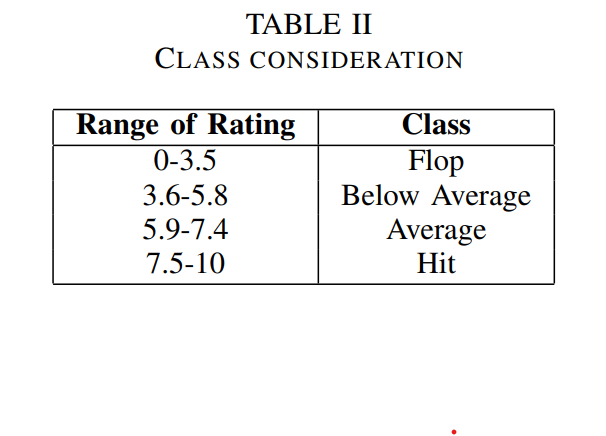 TABLE II
CLASS CONSIDERATION
Range of Rating Class
0-3.5 Flop
3.6-5.8 Below Average
5.9-7.4 Average
7.5-10 Hit